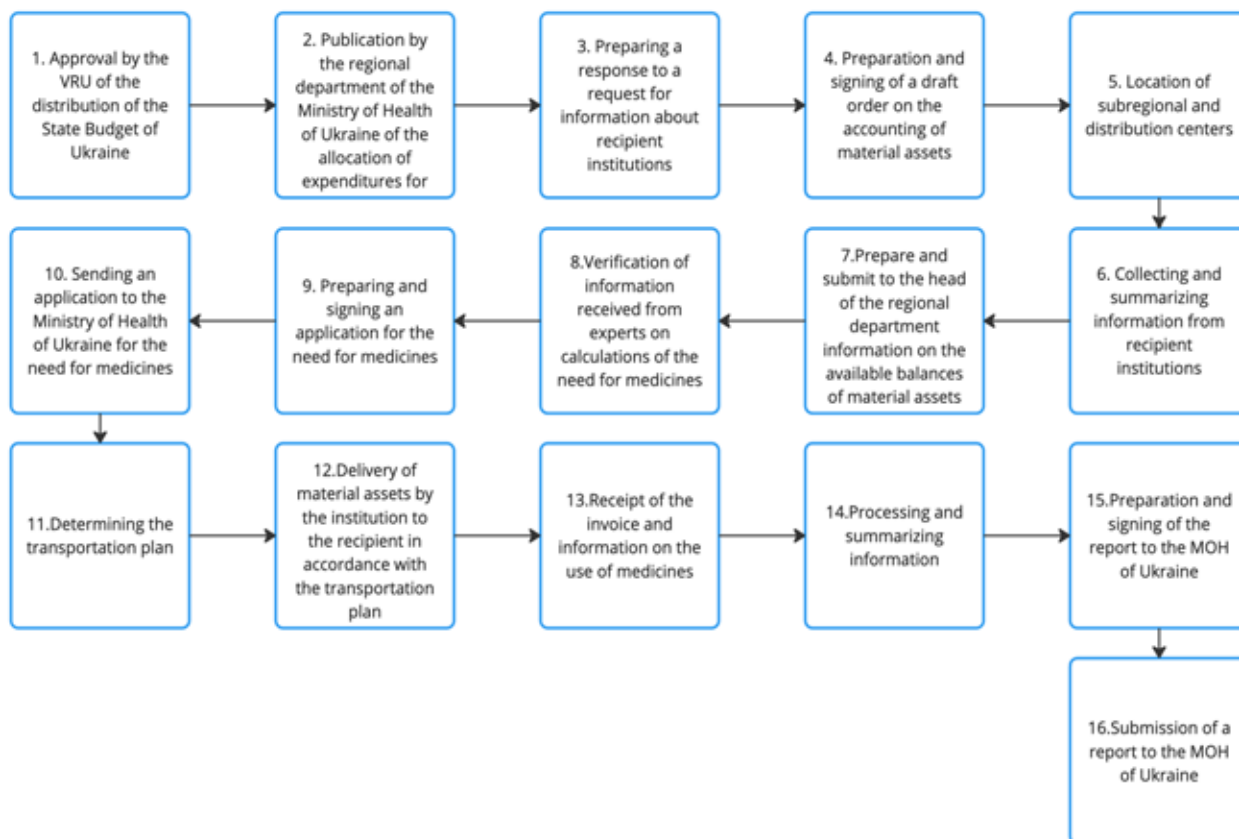 1. Approval by the
VRU of the
distribution of the
State Budget of
Ukraine
2. Publication by
the regional
department of the
Ministry of Health
of Ukraine of the
allocation of
expenditures for
3. Preparing a
response to a
request for
information about
recipient
institutions
4. Preparation and
signing of a draft
order on the
accounting of
material assets
5. Location of
subregional and
distribution centers
6. Collecting and
summarizing
information from
recipient
institutions
7.Prepare and
submit to the head
of the regional
department
information on the
available balances
of material assets
8.Verification of
information
received from
experts on
calculations of the
need for medicines
9. Preparing and
signing an
application for the
need for medicines
10. Sending an
application to the
Ministry of Health
of Ukraine for the
need for medicines
11.Determining the
transportation plan
12.Delivery of
material assets by
the institution to
the recipient in
accordance with
the transportation
plan
13.Receipt of the
invoice and
information on the
use of medicines
14.Processing and
summarizing
information
15.Preparation and
signing of the
report to the MOH
of Ukraine
16.Submission of a
report to the MOH
of Ukraine